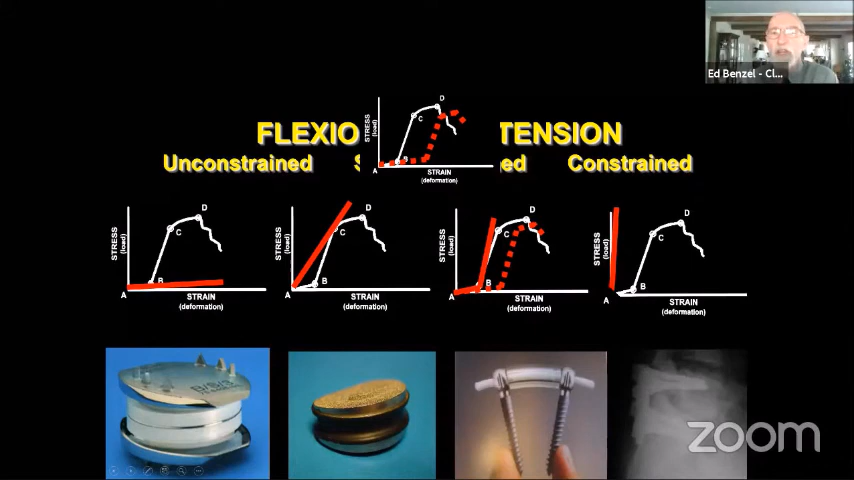 Ed Benzel - Cl...
D
C
B
A
STRESS
(load)
STRAIN
(deformation)
FLEXIO TENSION
Unconstrained S ed Constrained
D
C
B
A
STRESS
(load)
STRAIN
(deformation)
D
C
B
A
STRESS
(load)
STRAIN
(deformation)
D
C
B
A
STRESS
(load)
STRAIN
(deformation)
D
C
B
A
STRESS
(load)
STRAIN
(deformation)
zoom